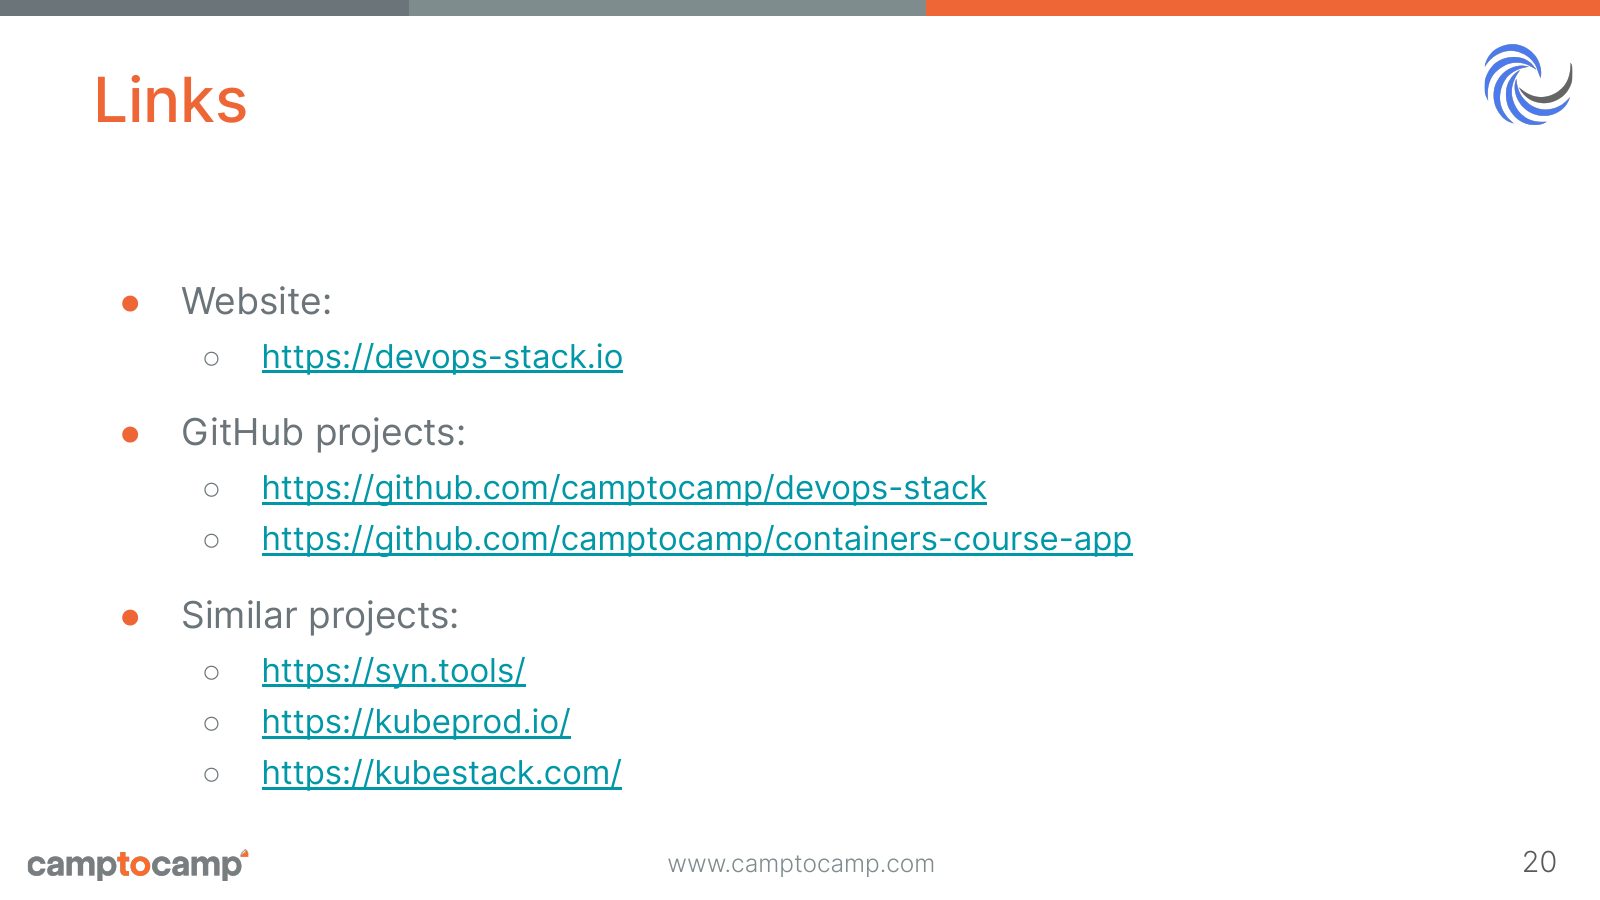 Links
● Website:
○ https://devops-stack.io
● GitHub projects:
○ https://github.com/camptocamp/devops-stack
○ https://github.com/camptocamp/containers-course-app
● Similar projects:
○ https://syn.tools/
○ https://kubeprod.io/
○ https://kubestack.com/
camptocamp
www.camptocamp.com
20